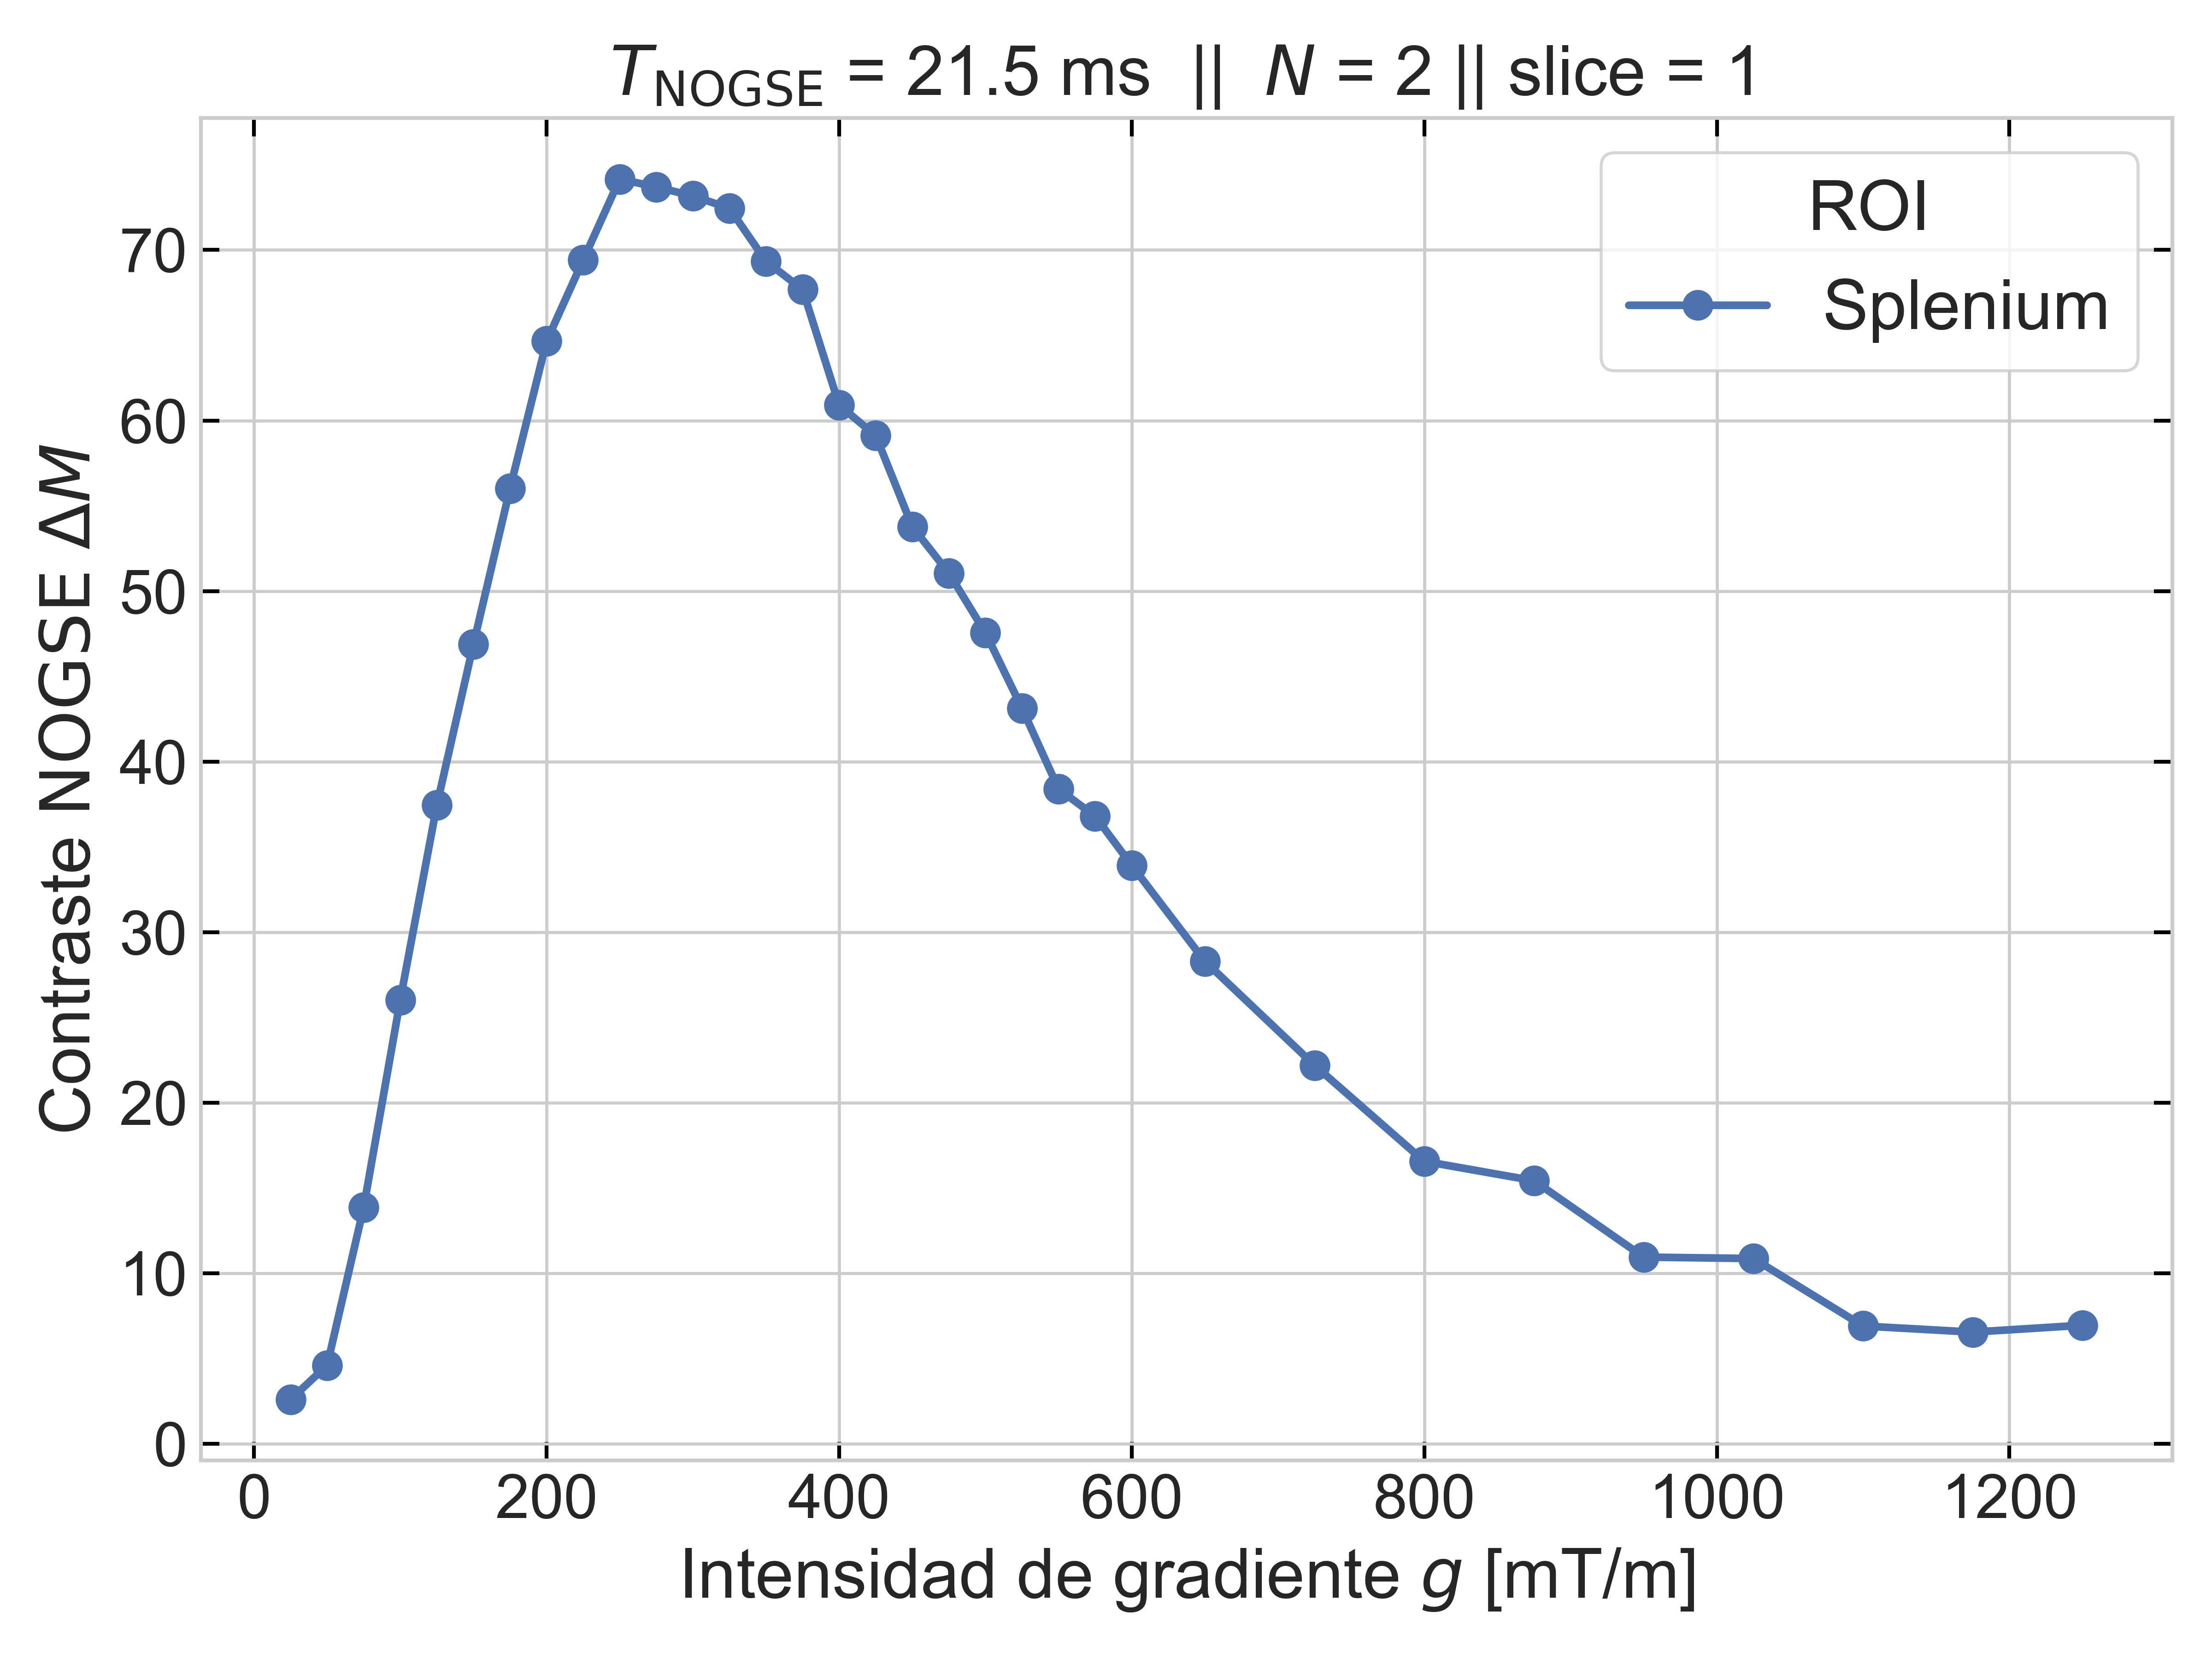 T_NOGSE = 21.5 ms || N = 2 || slice = 1
ROI
Splenium
Contraste NOGSE ΔM
70
60
50
40
30
20
10
0
0 200 400 600 800 1000 1200
Intensidad de gradiente g [mT/m]